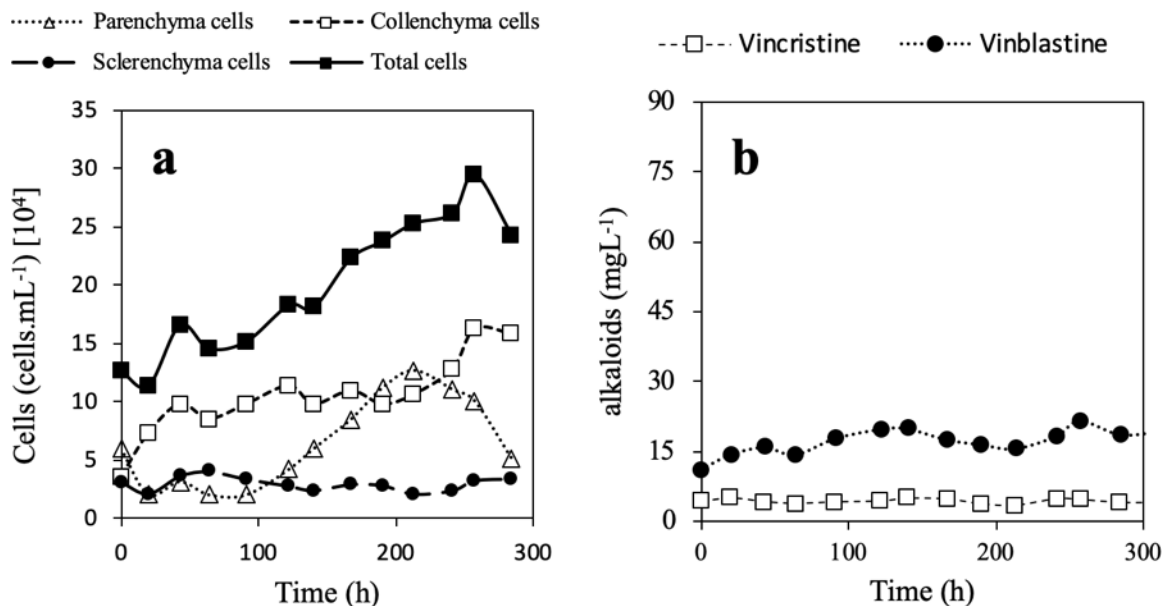 Parenchyma cells Collenchyma cells
Sclerenchyma cells Total cells
a
Cells (cells.mL⁻¹) [10⁴]
35
30
25
20
15
10
5
0
0 100 200 300
Time (h)
Vincristine Vinblastine
b
alkaloids (mgL⁻¹)
90
75
60
45
30
15
0
0 100 200 300
Time (h)